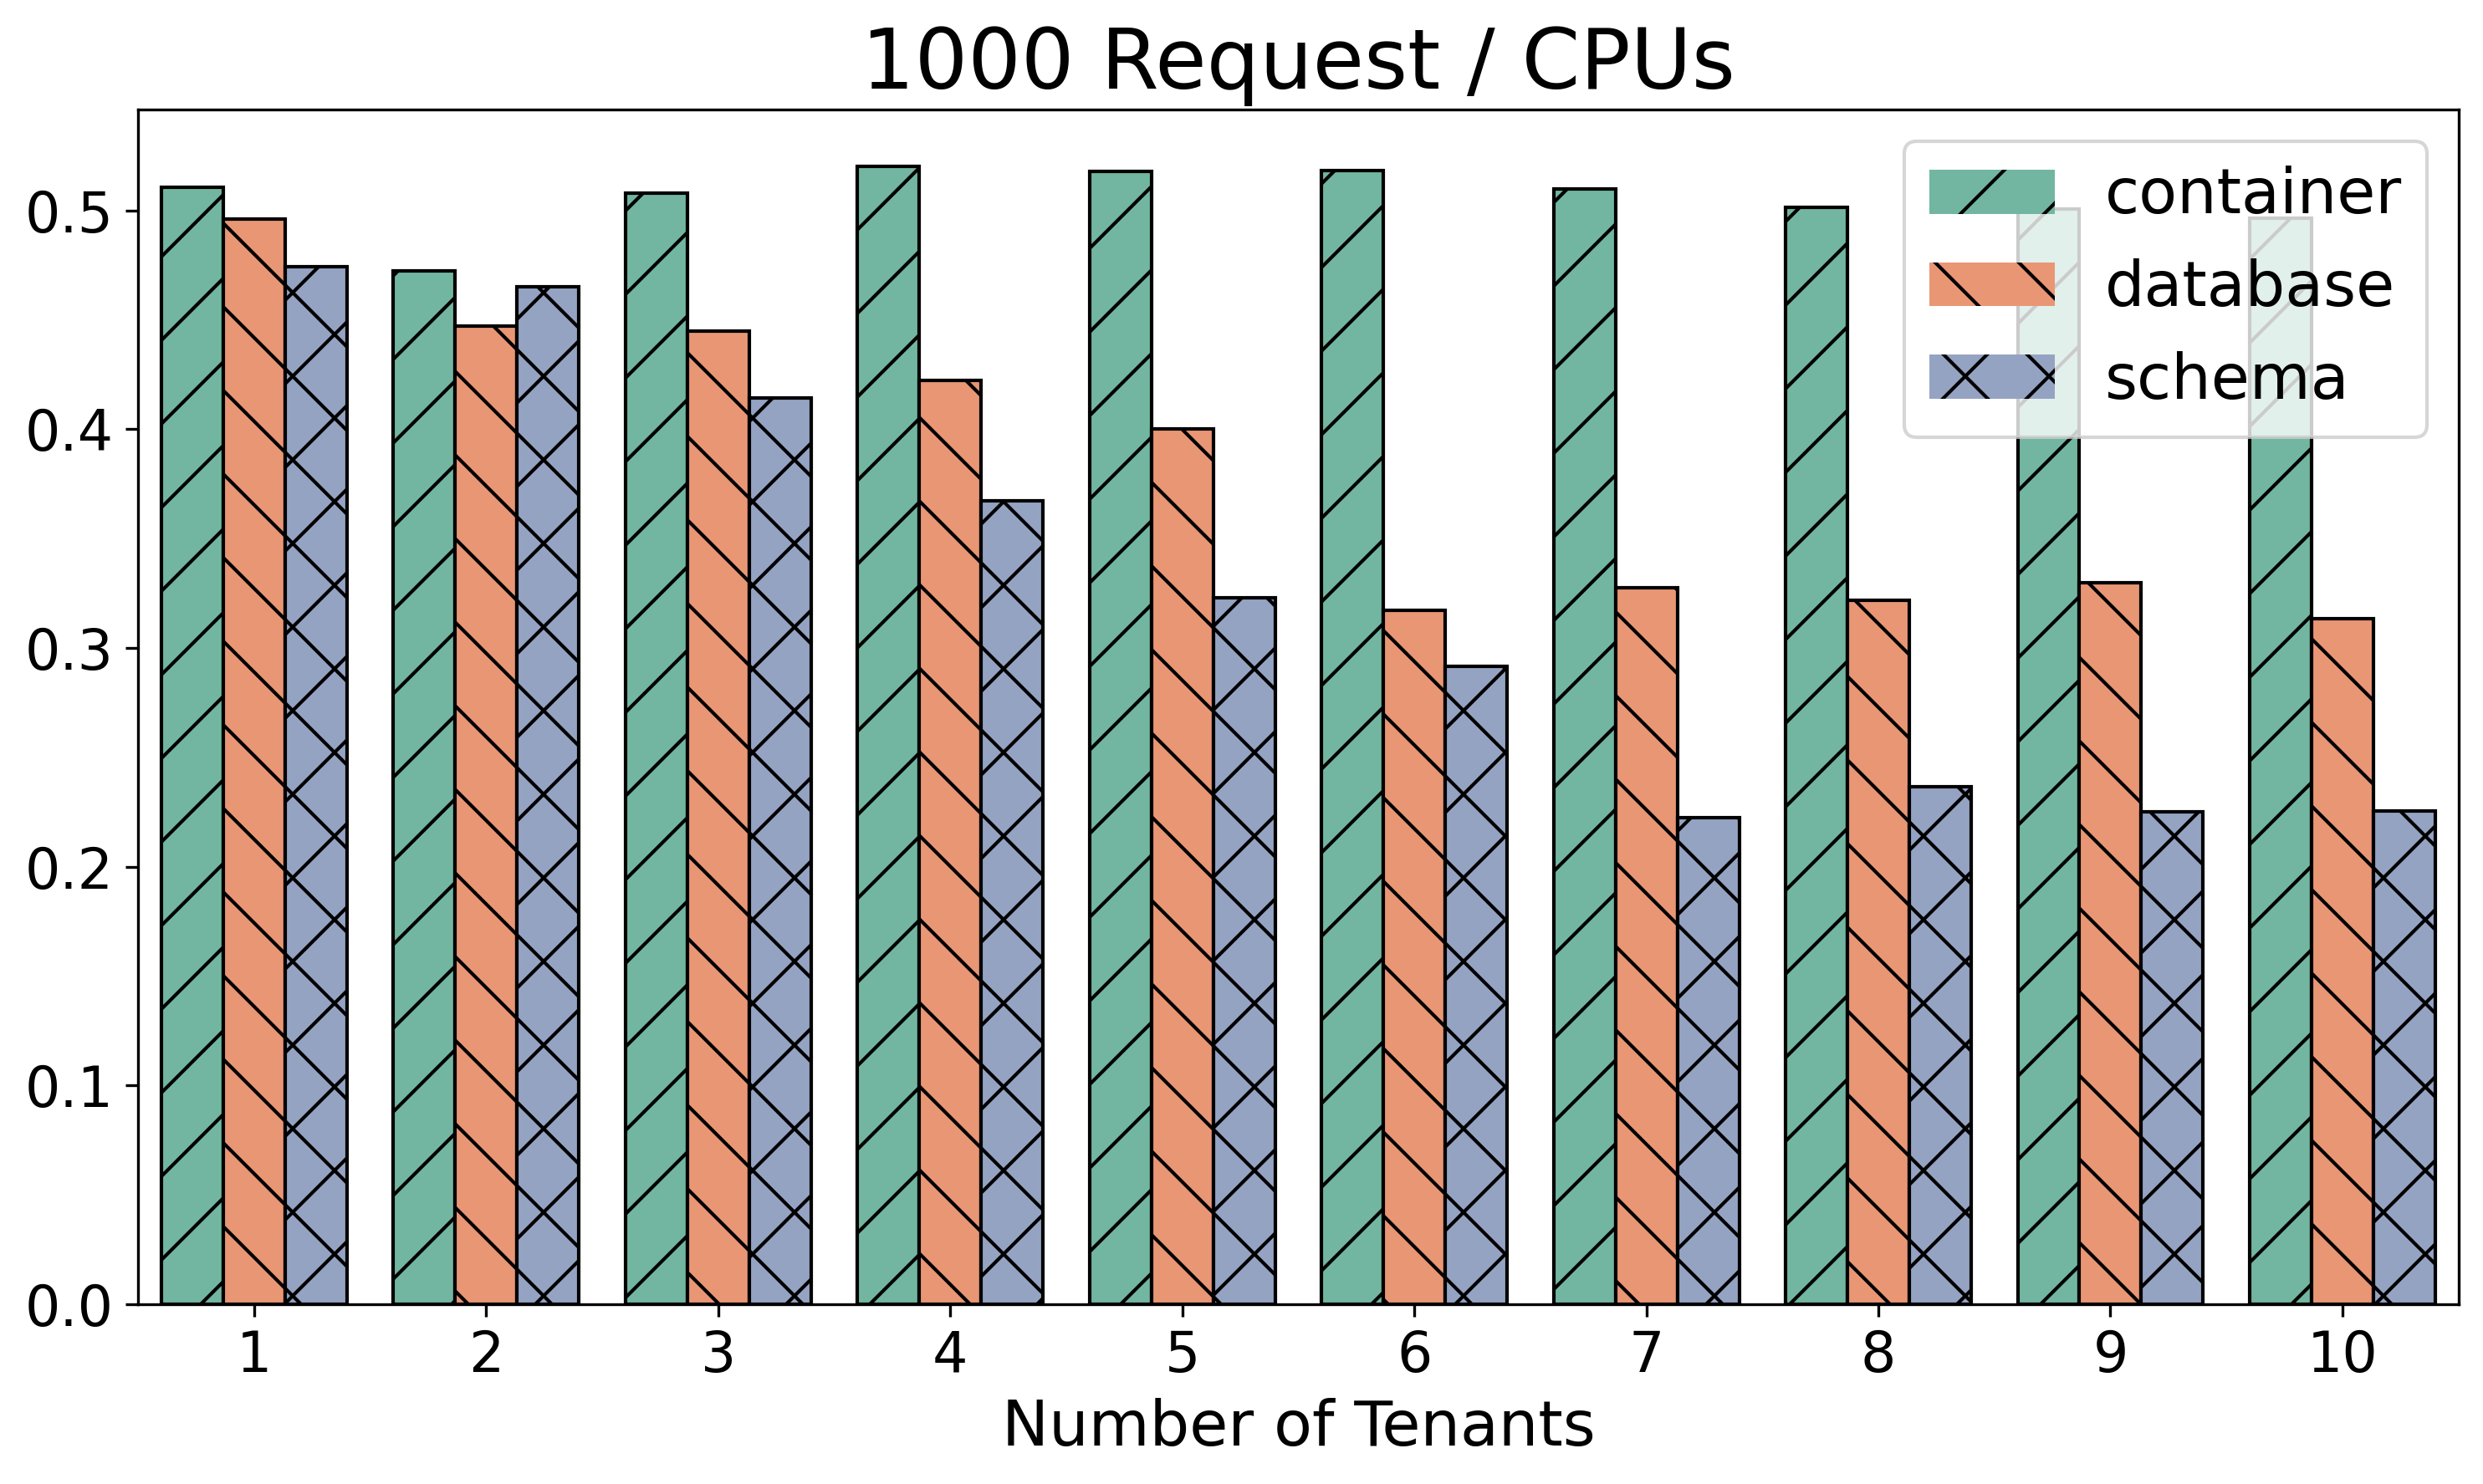 1000 Request / CPUs
0.5
0.4
0.3
0.2
0.1
0.0
container
database
schema
1 2 3 4 5 6 7 8 9 10
Number of Tenants